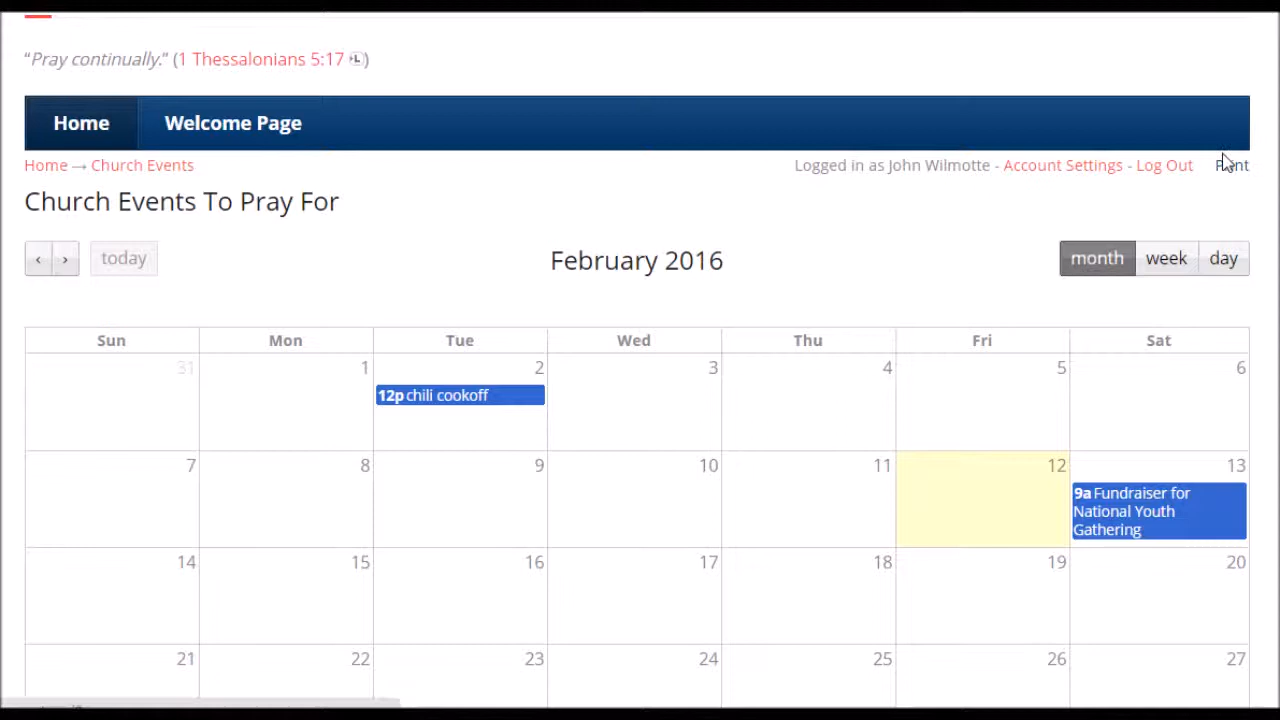 “Pray continually.” (1 Thessalonians 5:17 L)
Home Welcome Page
Home → Church Events Logged in as John Wilmotte - Account Settings - Log Out Print
Church Events To Pray For
‹ › today February 2016 month week day
Sun Mon Tue Wed Thu Fri Sat
31 1 2 3 4 5 6
12p chili cookoff
7 8 9 10 11 12 13
9a Fundraiser for
National Youth
Gathering
14 15 16 17 18 19 20
21 22 23 24 25 26 27